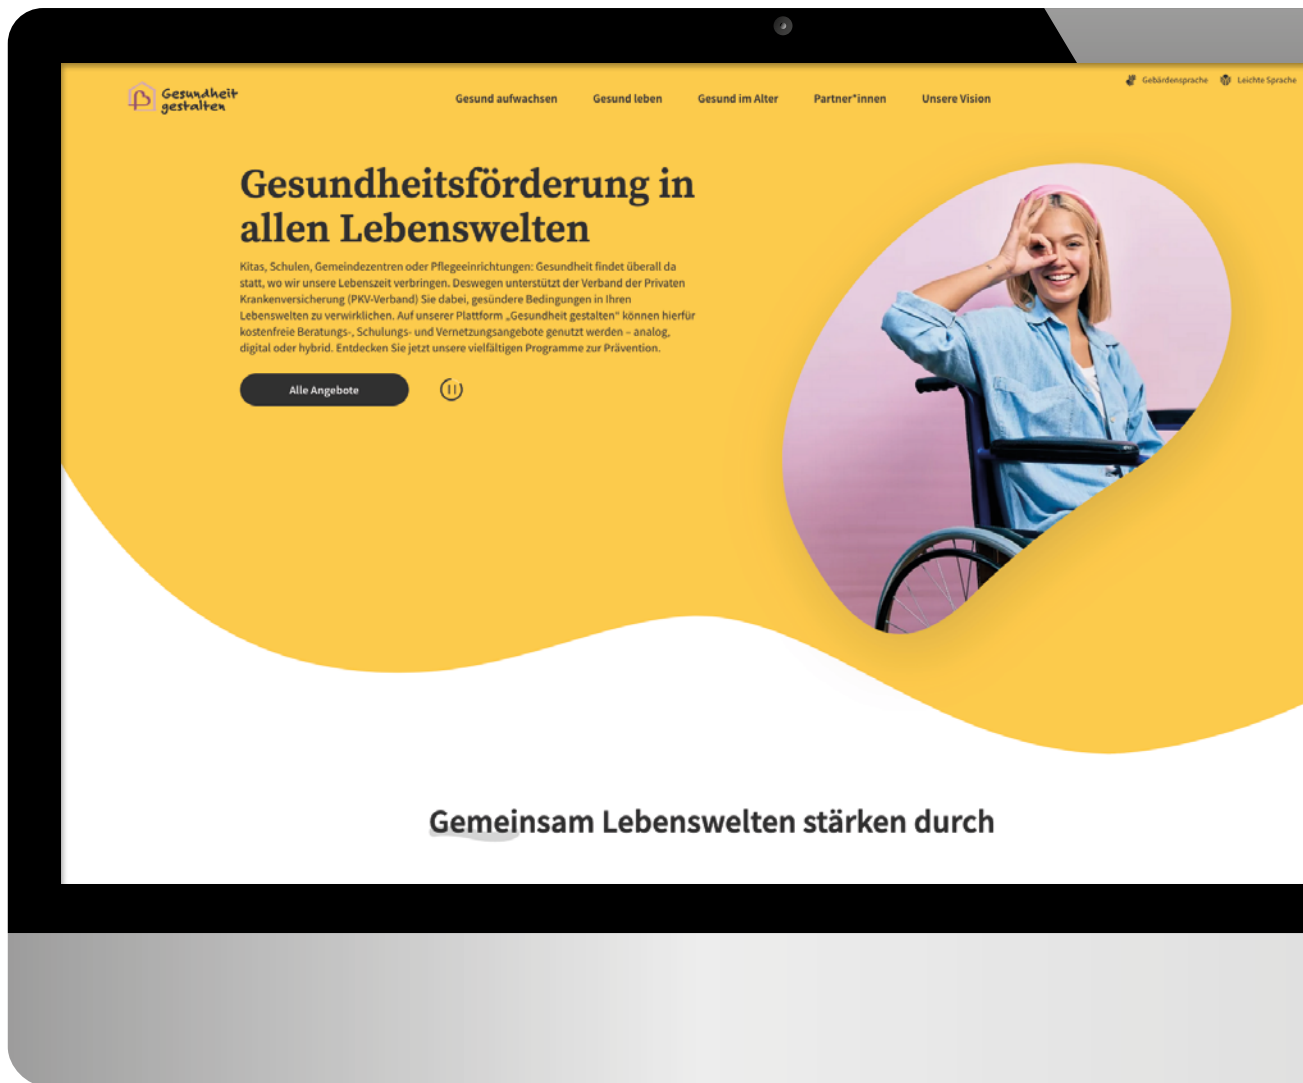 Gesundheit
gestalten
Gesund aufwachsen Gesund leben Gesund im Alter Partner*innen Unsere Vision
Gebärdensprache Leichte Sprache
Gesundheitsförderung in
allen Lebenswelten
Kitas, Schulen, Gemeindezentren oder Pflegeeinrichtungen: Gesundheit findet überall da
statt, wo wir unsere Lebenszeit verbringen. Deswegen unterstützt der Verband der Privaten
Krankenversicherung (PKV-Verband) Sie dabei, gesündere Bedingungen in Ihren
Lebenswelten zu verwirklichen. Auf unserer Plattform „Gesundheit gestalten“ können hierfür
kostenfreie Beratungs-, Schulungs- und Vernetzungsangebote genutzt werden – analog,
digital oder hybrid. Entdecken Sie jetzt unsere vielfältigen Programme zur Prävention.
Alle Angebote
Gemeinsam Lebenswelten stärken durch